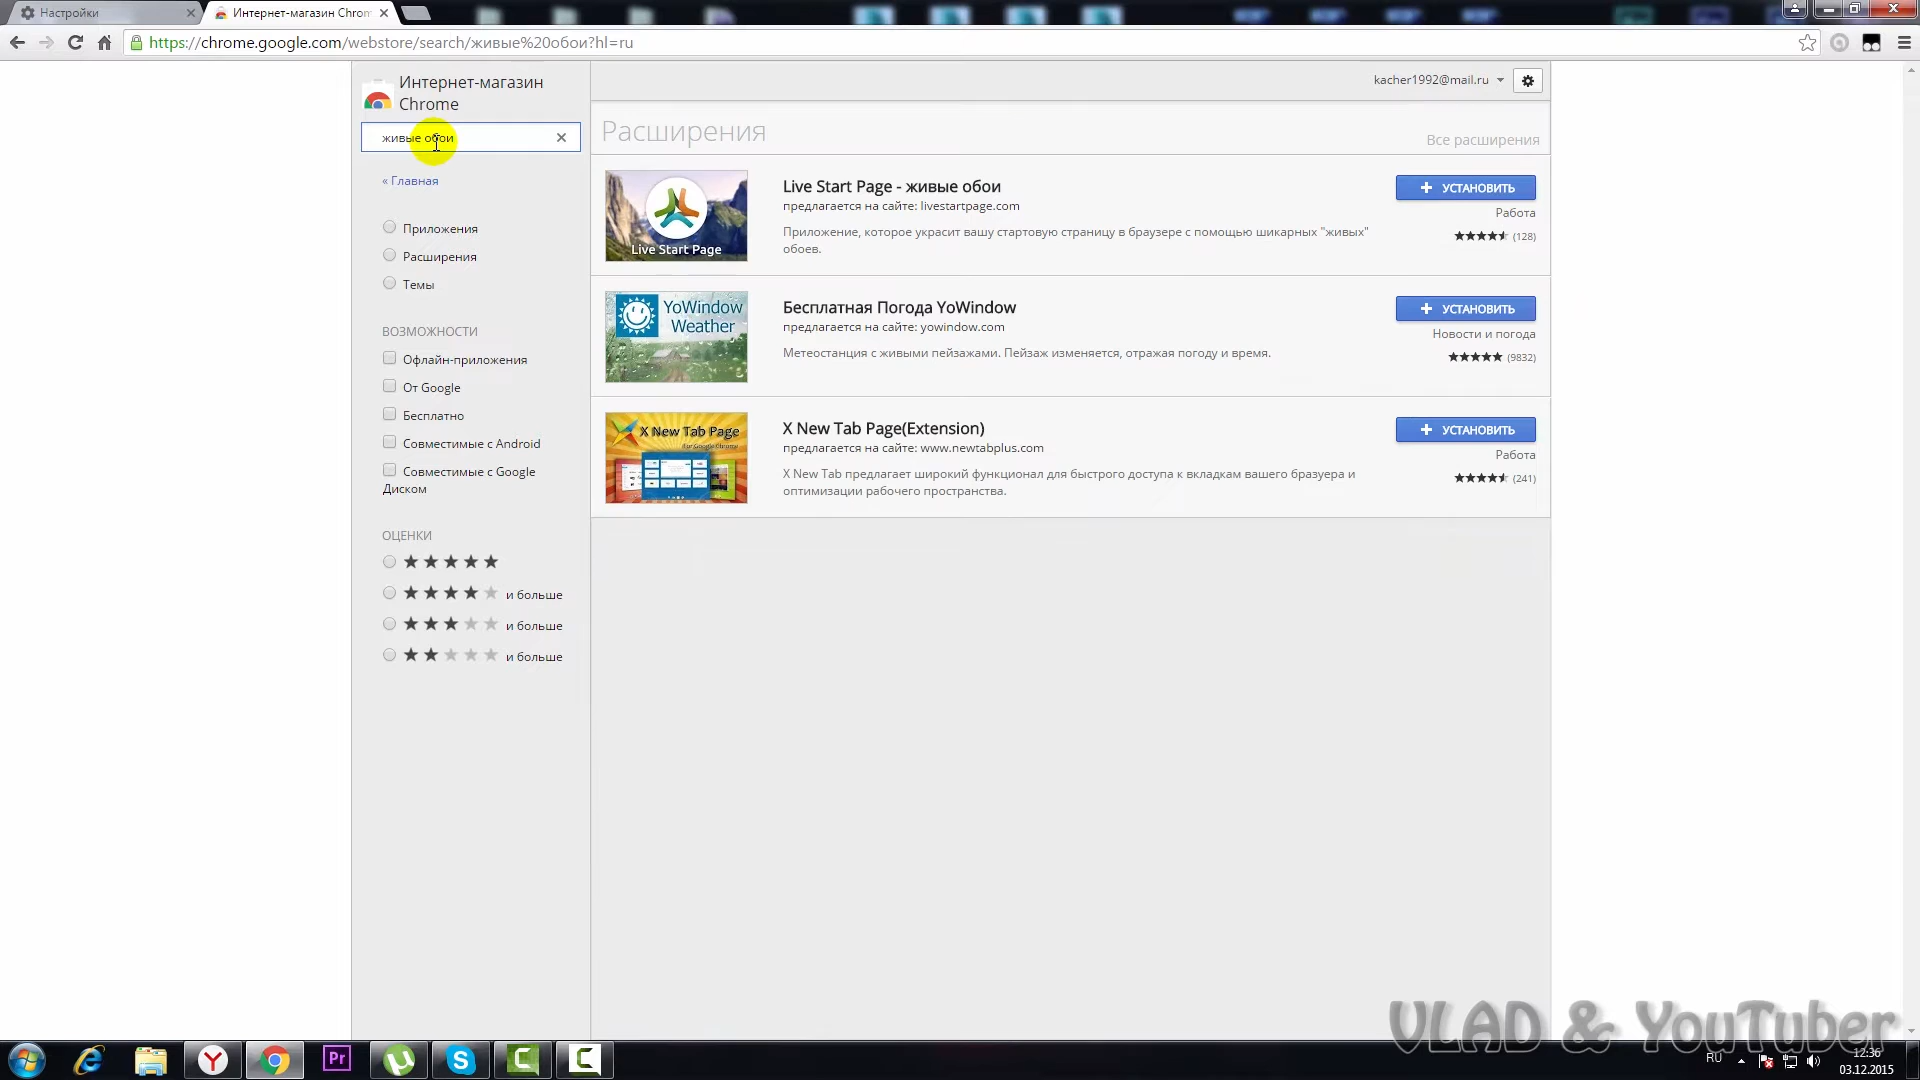 Настройки
Интернет-магазин Chrom
https://chrome.google.com/webstore/search/живые%20обои?hl=ru
Интернет-магазин
Chrome
kacher1992@mail.ru
живые обои
« Главная
Приложения
Расширения
Темы
ВОЗМОЖНОСТИ
Офлайн-приложения
От Google
Бесплатно
Совместимые с Android
Совместимые с Google
Диском
ОЦЕНКИ
и больше
и больше
и больше
Расширения
Все расширения
Live Start Page
Live Start Page - живые обои
предлагается на сайте: livestartpage.com
Приложение, которое украсит вашу стартовую страницу в браузере с помощью шикарных "живых"
обоев.
УСТАНОВИТЬ
Работа
(128)
YoWindow
Weather
Бесплатная Погода YoWindow
предлагается на сайте: yowindow.com
Метеостанция с живыми пейзажами. Пейзаж изменяется, отражая погоду и время.
УСТАНОВИТЬ
Новости и погода
(9832)
X New Tab Page
For Google Chrome
X New Tab Page(Extension)
предлагается на сайте: www.newtabplus.com
X New Tab предлагает широкий функционал для быстрого доступа к вкладкам вашего бразуера и
оптимизации рабочего пространства.
УСТАНОВИТЬ
Работа
(241)
VLAD & YouTuber
Pr
RU
12:36
03.12.2015